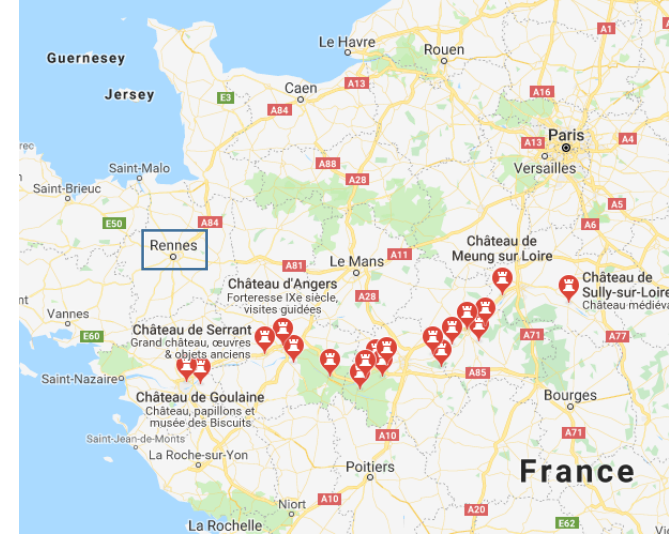 Le Havre
Rouen
A1
Guernesey
Caen
A13
A16
Jersey
E3
A84
Paris
A13
A4
Versailles
A88
Saint-Malo
A28
Saint-Brieuc
A5
E50
A84
A6
Rennes
Château de
Meung sur Loire
Le Mans
A11
A81
Château d'Angers
Forteresse IXe siècle,
visites guidées
A28
Château de
Sully-sur-Loire
Château médiéva
Vannes
E60
Château de Serrant
Grand château, œuvres
& objets anciens
A71
A77
Saint-Nazaire
A85
Château de Goulaine
Château, papillons et
musée des Biscuits
Bourges
Saint-Jean-de-Monts
A10
A71
La Roche-sur-Yon
Poitiers
France
Niort
A10
A20
La Rochelle
E62